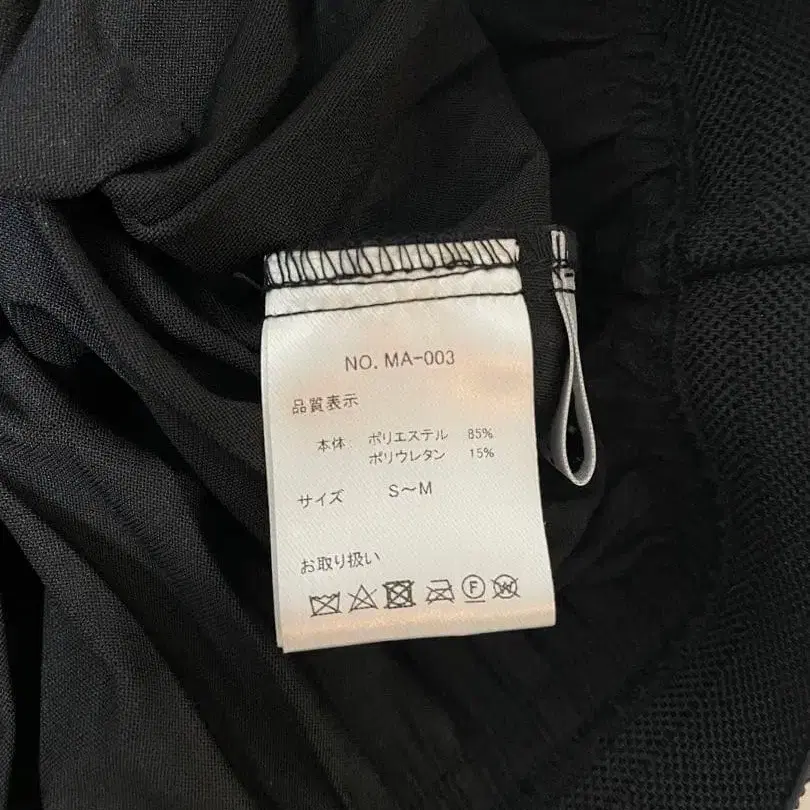 NO. MA-003
品質表示
本体: ポリエステル 85%
ポリウレタン 15%
サイズ S〜M
お取り扱い
F W